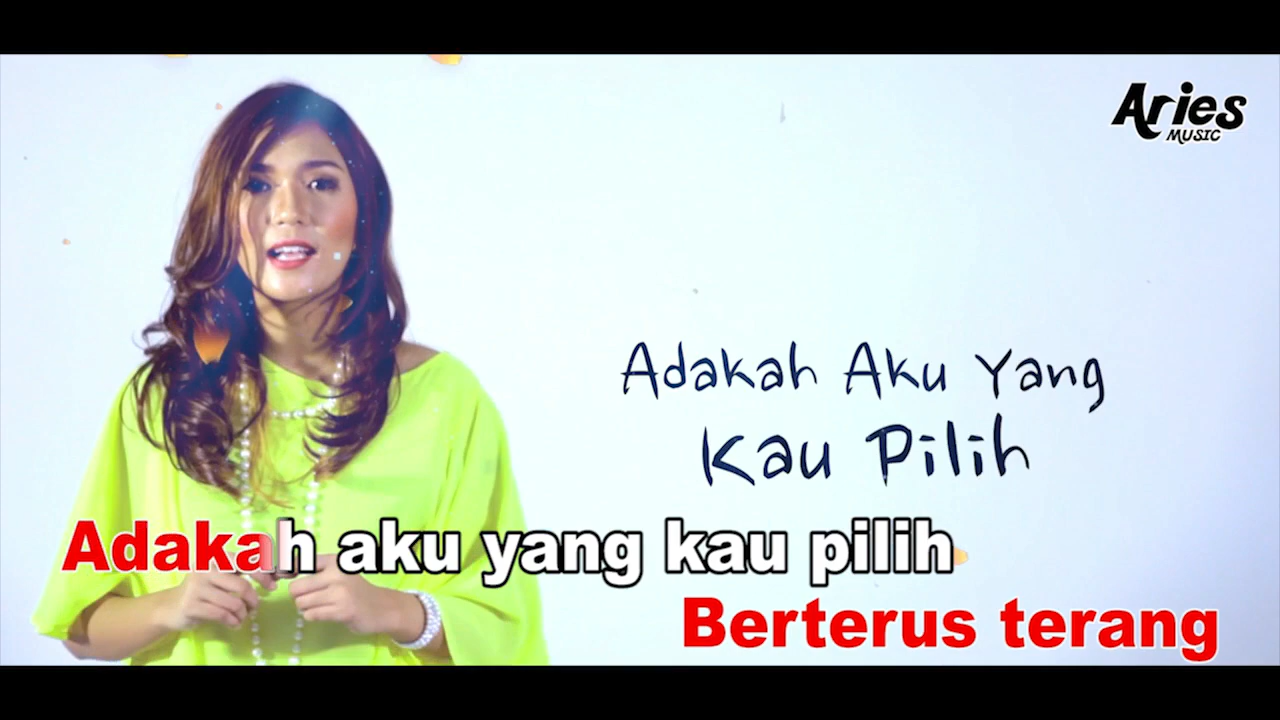 Aries
MUSIC
Adakah Aku Yang
Kau Pilih
Adakah aku yang kau pilih
Berterus terang